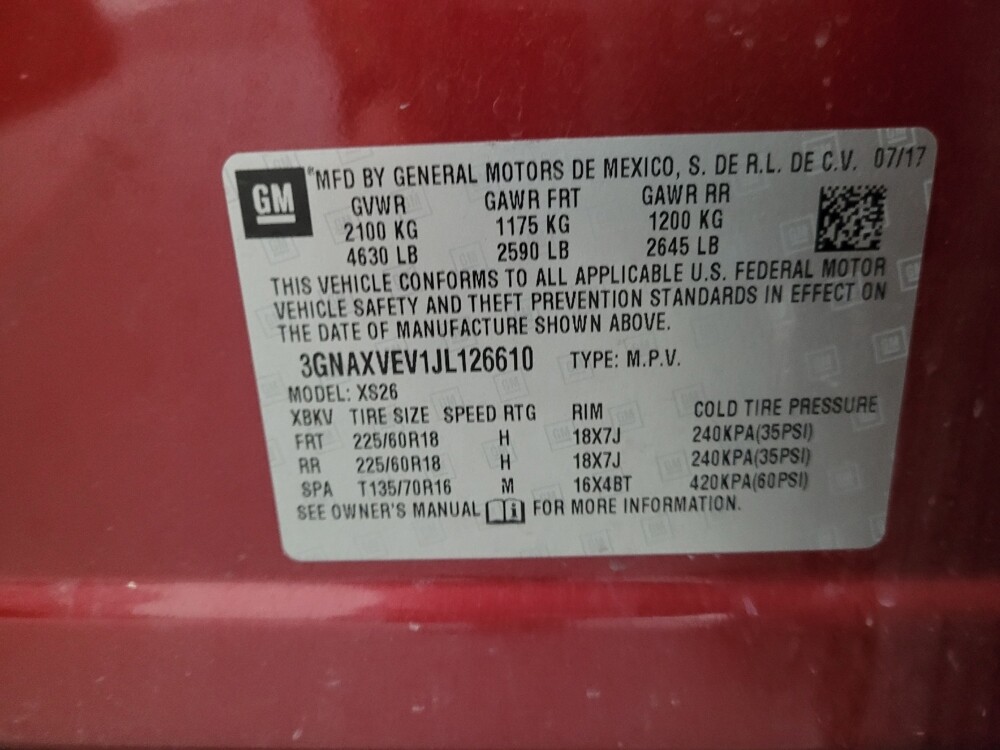 GM
MFD BY GENERAL MOTORS DE MEXICO, S. DE R.L. DE C.V. 07/17
GVWR GAWR FRT GAWR RR
2100 KG 1175 KG 1200 KG
4630 LB 2590 LB 2645 LB
THIS VEHICLE CONFORMS TO ALL APPLICABLE U.S. FEDERAL MOTOR
VEHICLE SAFETY AND THEFT PREVENTION STANDARDS IN EFFECT ON
THE DATE OF MANUFACTURE SHOWN ABOVE.
3GNAXVEV1JL126610 TYPE: M.P.V.
MODEL: XS26
XBKV TIRE SIZE SPEED RTG RIM COLD TIRE PRESSURE
FRT 225/60R18 H 18X7J 240KPA(35PSI)
RR 225/60R18 H 18X7J 240KPA(35PSI)
SPA T135/70R16 M 16X4BT 420KPA(60PSI)
SEE OWNER'S MANUAL FOR MORE INFORMATION.